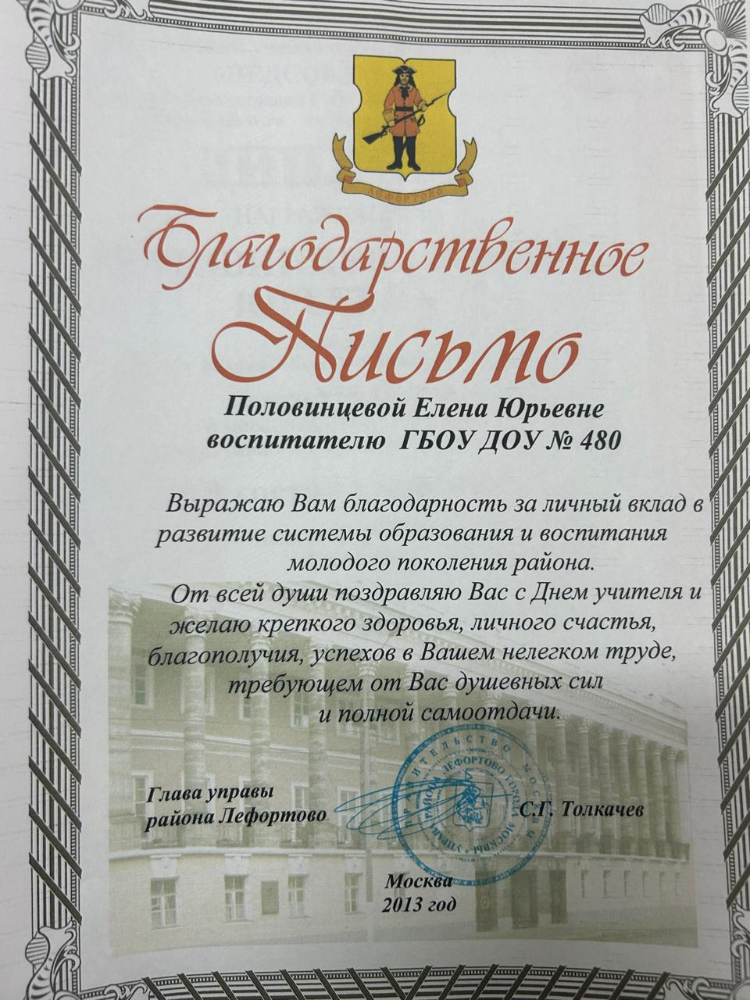 ЛЕФОРТОВО
Благодарственное
Письмо
Половинцевой Елена Юрьевне
воспитателю ГБОУ ДОУ № 480
Выражаю Вам благодарность за личный вклад в
развитие системы образования и воспитания
молодого поколения района.
От всей души поздравляю Вас с Днем учителя и
желаю крепкого здоровья, личного счастья,
благополучия, успехов в Вашем нелегком труде,
требующем от Вас душевных сил
и полной самоотдачи.
Глава управы
района Лефортово
С.Г. Толкачев
ПРАВИТЕЛЬСТВО МОСКВЫ
УПРАВА РАЙОНА ЛЕФОРТОВО ГОРОДА МОСКВЫ
Москва
2013 год